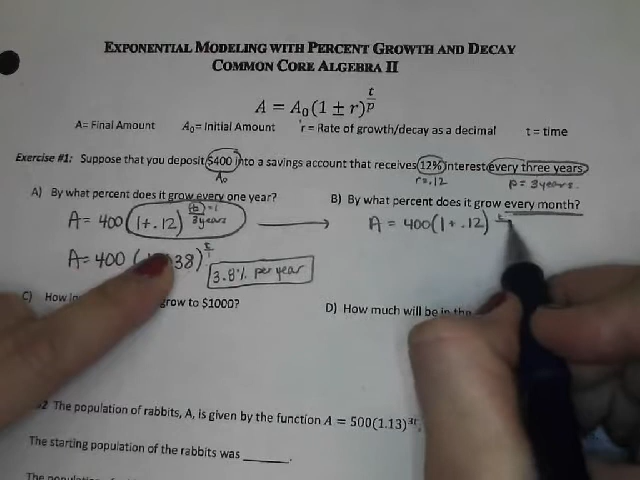 EXPONENTIAL MODELING WITH PERCENT GROWTH AND DECAY
COMMON CORE ALGEBRA II
A = A₀(1 ± r)^(t/p)
A= Final Amount A₀= Initial Amount r = Rate of growth/decay as a decimal t = time
Exercise #1: Suppose that you deposit $400 into a savings account that receives 12% interest every three years.
A₀ r=.12 p = 3 years.
A) By what percent does it grow every one year?
A = 400 (1+.12) 3 years
A = 400 ( 38)
3.8% per year
B) By what percent does it grow every month?
A = 400(1 + .12)
C) How grow to $1000?
D) How much will be in the
The population of rabbits, A, is given by the function A = 500(1.13)^(3t),
The starting population of the rabbits was ______.